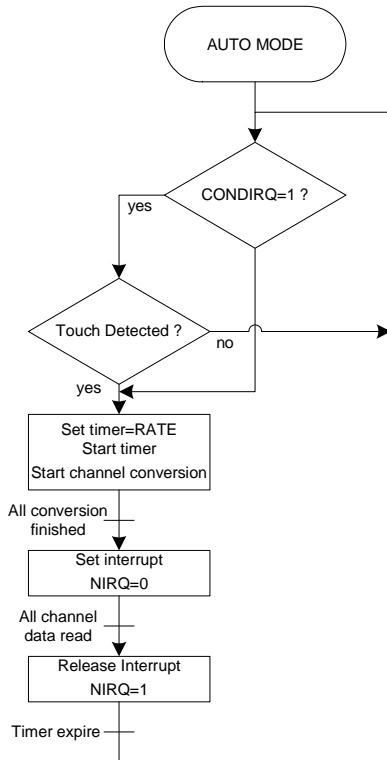 AUTO MODE
CONDIRQ=1 ?
yes
Touch Detected ?
no
yes
Set timer=RATE
Start timer
Start channel conversion
All conversion
finished
Set interrupt
NIRQ=0
All channel
data read
Release Interrupt
NIRQ=1
Timer expire